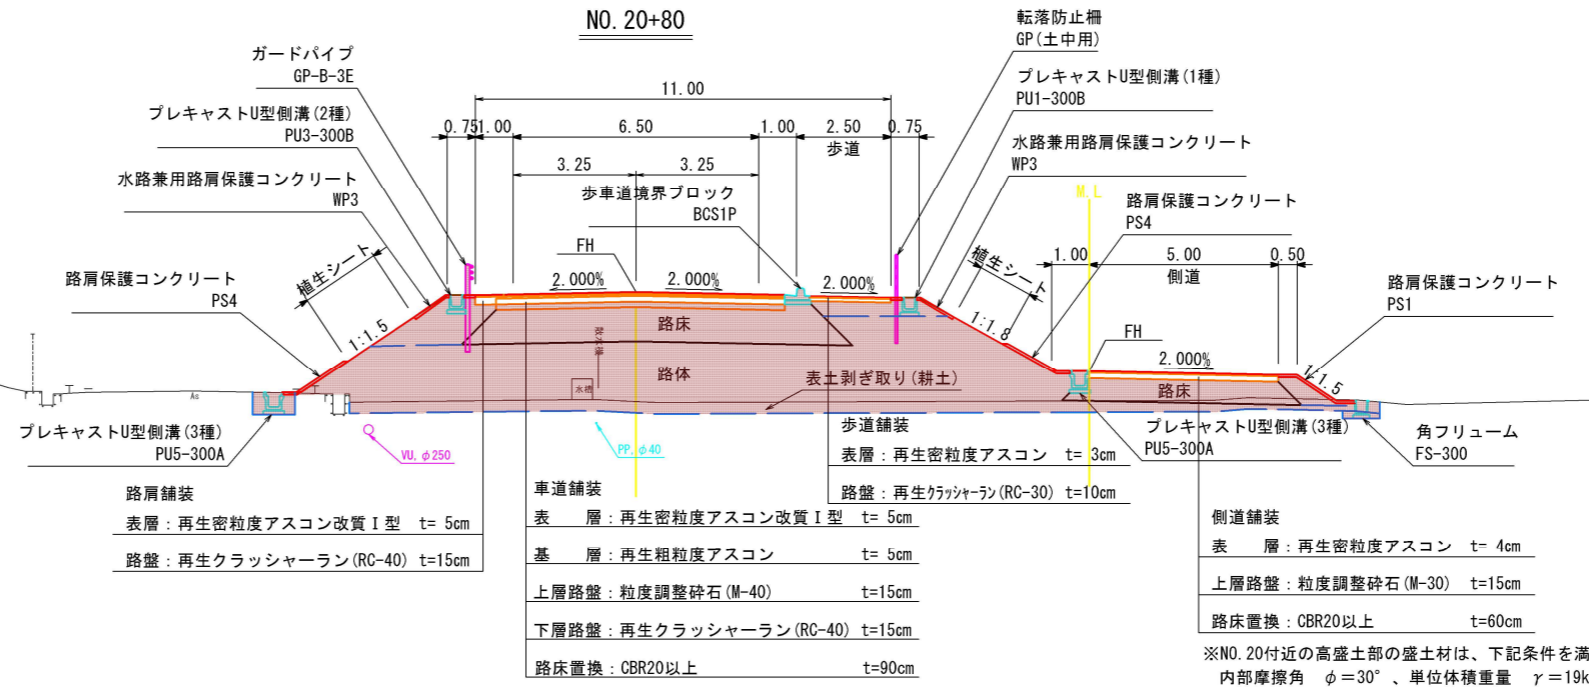 NO. 20+80
ガードパイプ
GP-B-3E
プレキャストU型側溝(2種)
PU3-300B
水路兼用路肩保護コンクリート
WP3
路肩保護コンクリート
PS4
植生シート
1:1.5
転落防止柵
GP(土中用)
プレキャストU型側溝(1種)
PU1-300B
水路兼用路肩保護コンクリート
WP3
路肩保護コンクリート
PS4
路肩保護コンクリート
PS1
11.00
0.75
1.00
6.50
1.00
2.50
0.75
歩道
3.25
3.25
歩車道境界ブロック
BCS1P
FH
2.000%
2.000%
2.000%
M.L
1.00
5.00
0.50
側道
植生シート
1:1.8
FH
2.000%
1:1.5
路床
路体
水槽
散水車
表土剥ぎ取り(耕土)
路床
As
プレキャストU型側溝(3種)
PU5-300A
VU. φ250
PP. φ40
プレキャストU型側溝(3種)
PU5-300A
角フリューム
FS-300
路肩舗装
表層：再生密粒度アスコン改質Ⅰ型 t= 5cm
路盤：再生クラッシャーラン(RC-40) t=15cm
車道舗装
表　層：再生密粒度アスコン改質Ⅰ型 t= 5cm
基　層：再生粗粒度アスコン t= 5cm
上層路盤：粒度調整砕石(M-40) t=15cm
下層路盤：再生クラッシャーラン(RC-40) t=15cm
路床置換：CBR20以上 t=90cm
歩道舗装
表層：再生密粒度アスコン t= 3cm
路盤：再生クラッシャーラン(RC-30) t=10cm
側道舗装
表　層：再生密粒度アスコン t= 4cm
上層路盤：粒度調整砕石(M-30) t=15cm
路床置換：CBR20以上 t=60cm
※NO.20付近の高盛土部の盛土材は、下記条件を満
内部摩擦角　φ＝30°、単位体積重量　γ＝19k